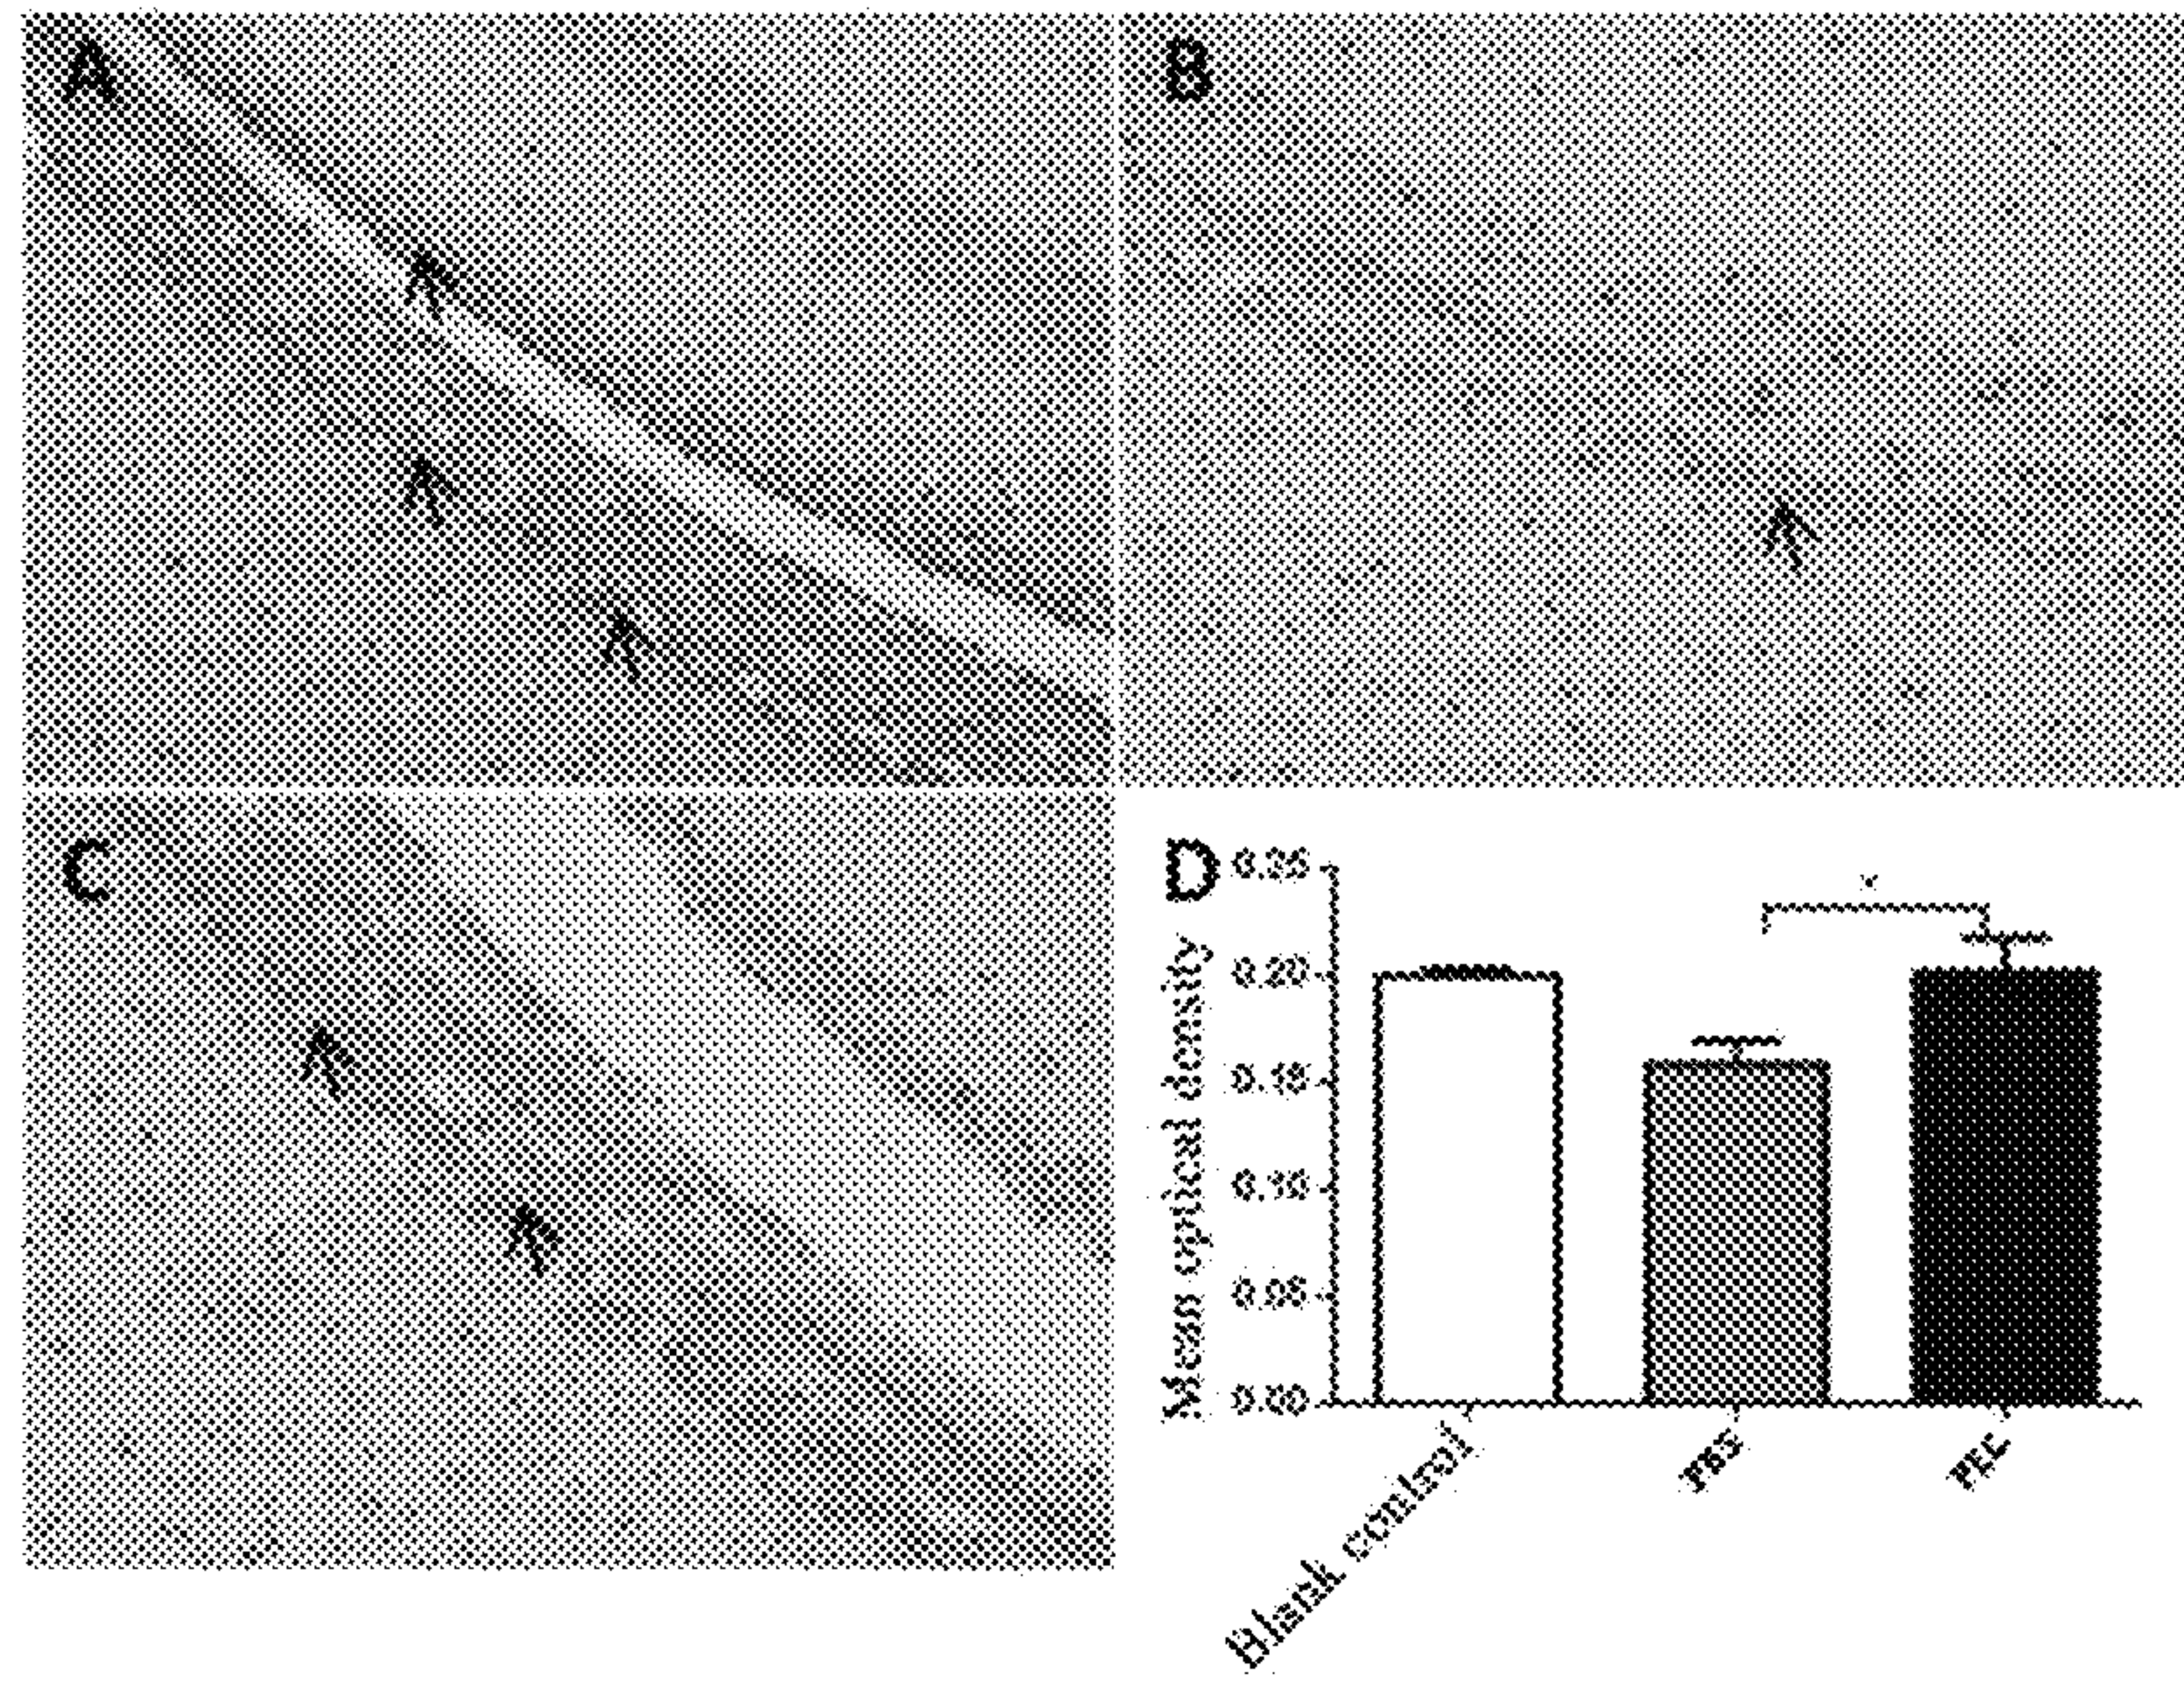 A
B
C
D
0.25
0.20
0.15
0.10
0.05
0.00
Mean optical density
*
Blank control
PBS